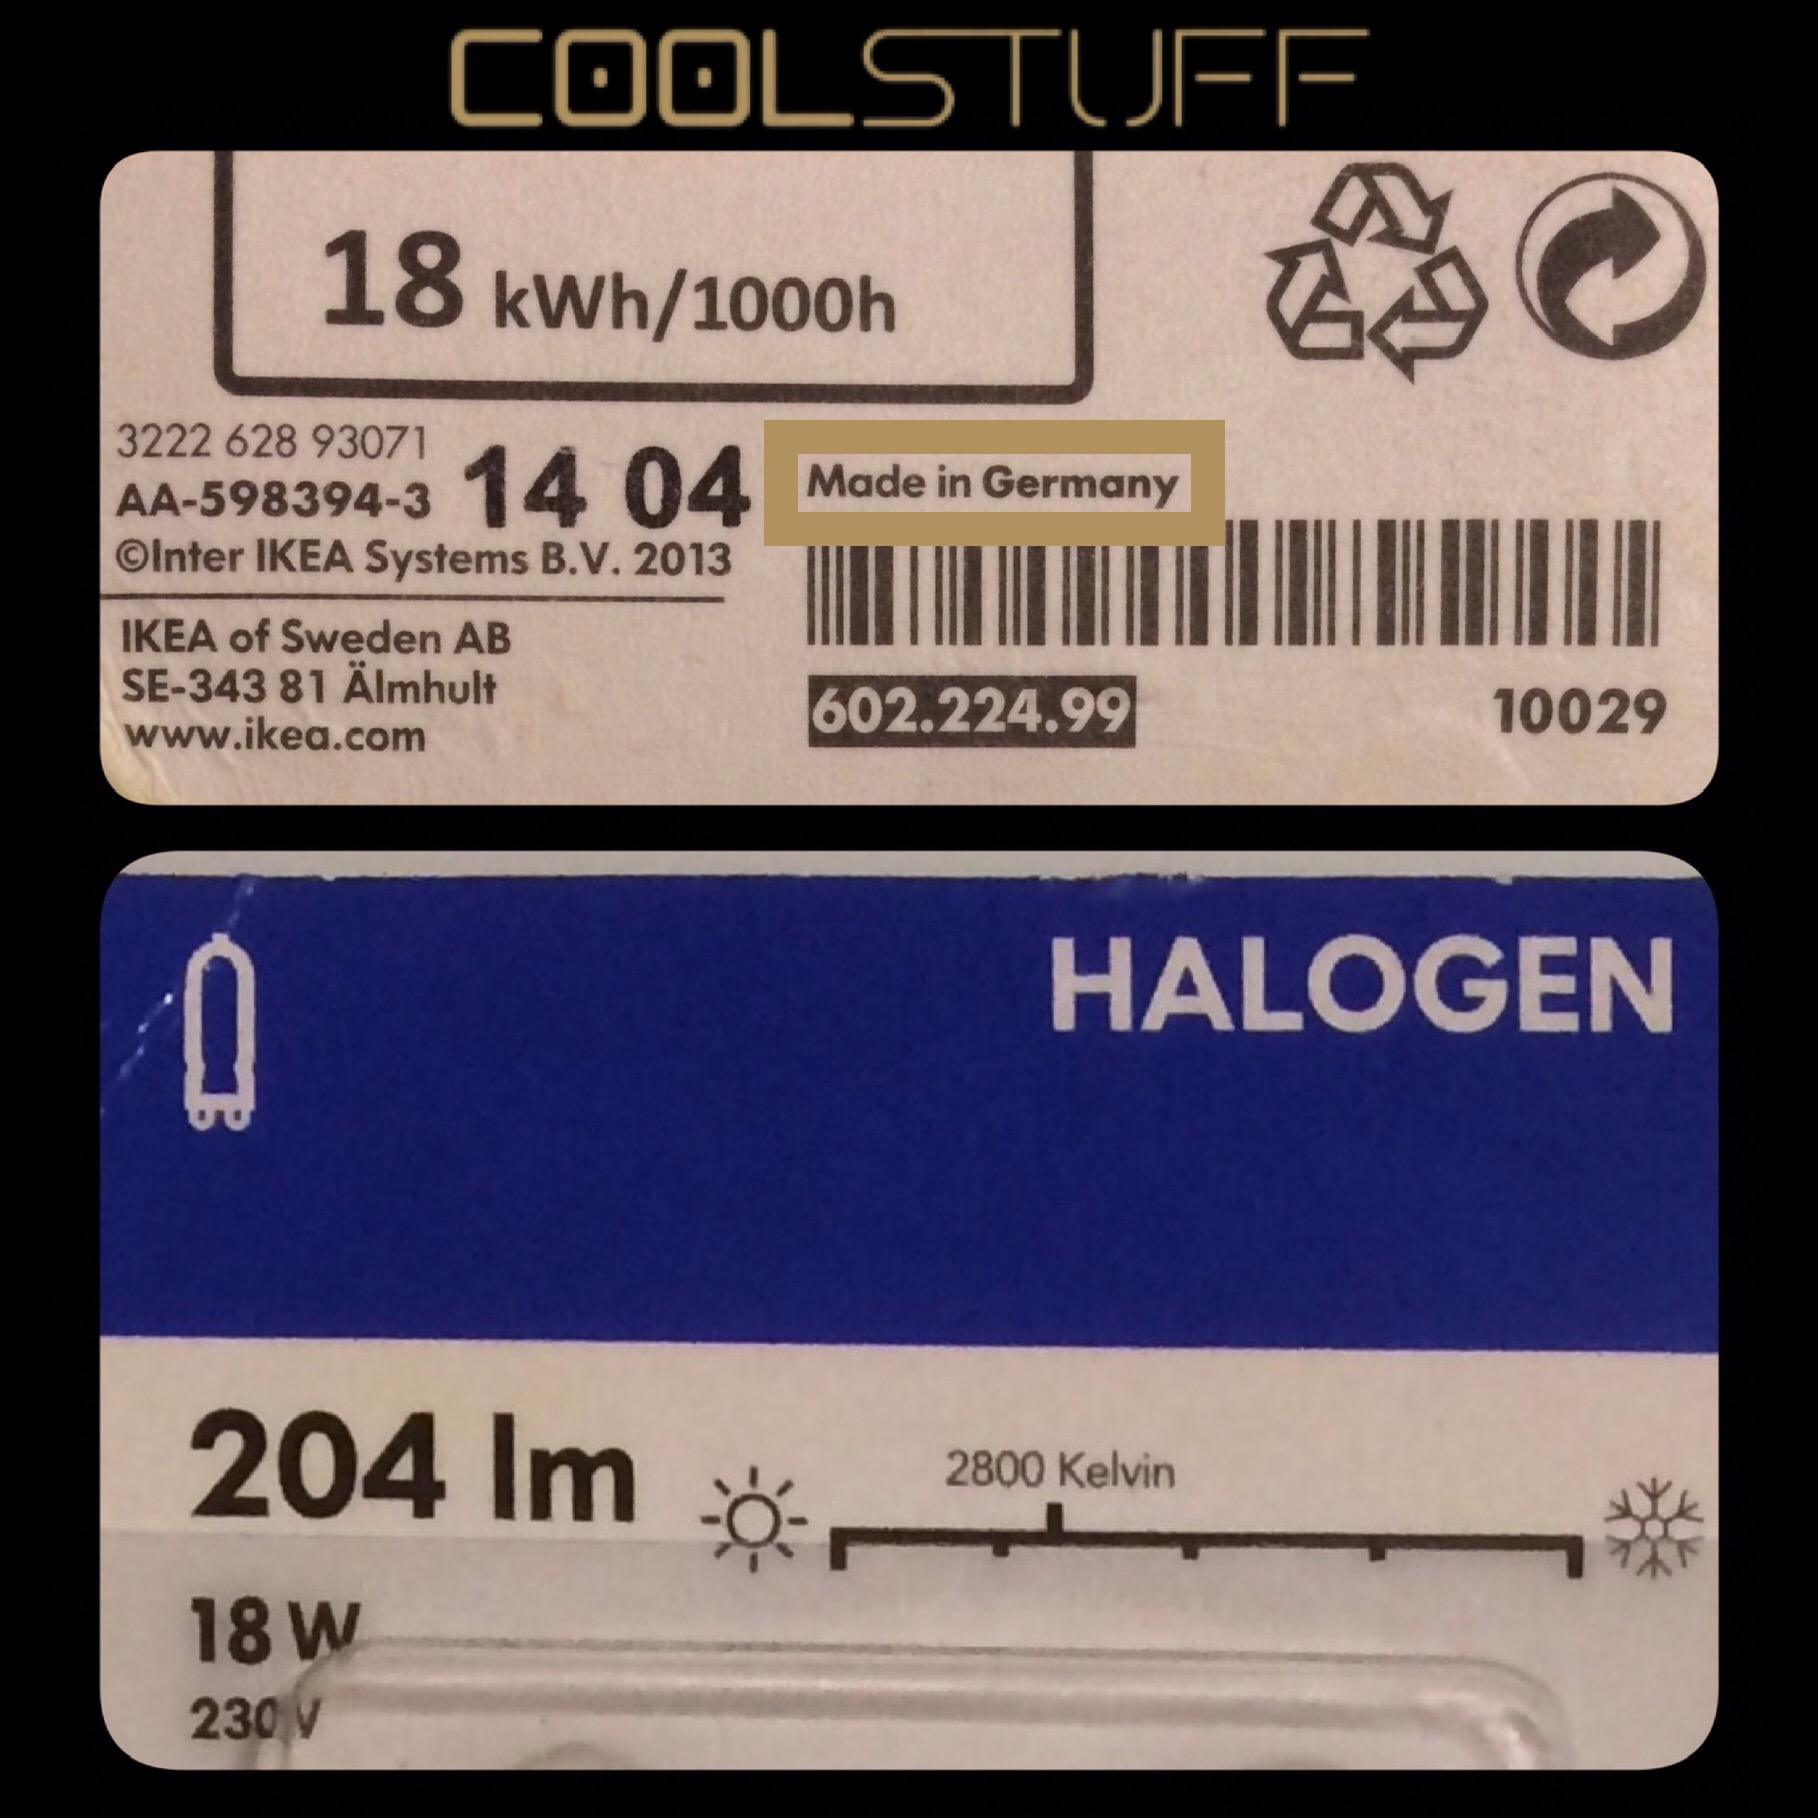 COOLSTUFF
18 kWh/1000h
3222 628 93071
AA-598394-3
14 04
©Inter IKEA Systems B.V. 2013
IKEA of Sweden AB
SE-343 81 Älmhult
www.ikea.com
Made in Germany
602.224.99
10029
HALOGEN
204 lm
2800 Kelvin
18 W
230 V